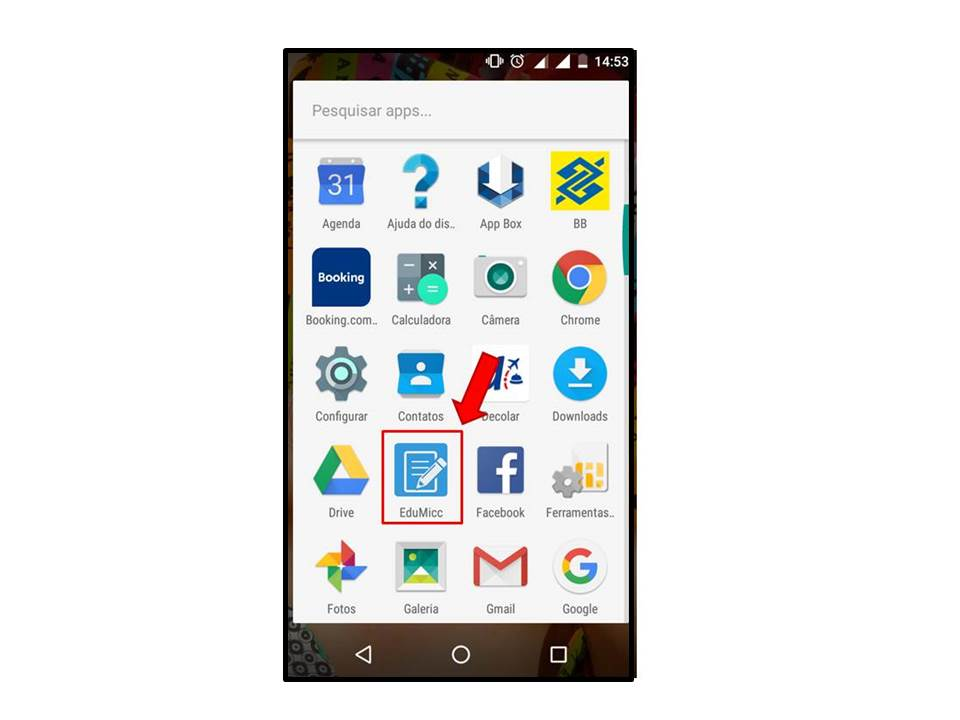 14:53
Pesquisar apps...
31
Agenda
Ajuda do dis..
App Box
BB
Booking
Booking.com..
Calculadora
Câmera
Chrome
Configurar
Contatos
Decolar
Downloads
Drive
EduMicc
Facebook
Ferramentas..
Fotos
Galeria
Gmail
Google